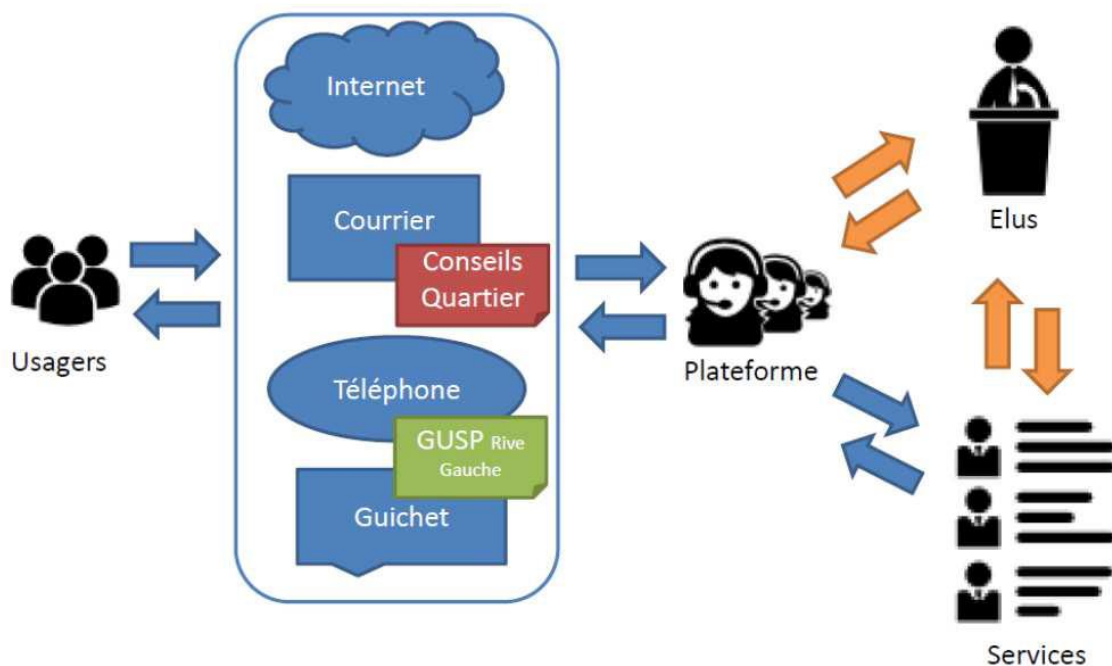 Internet
Courrier
Conseils
Quartier
Usagers
Téléphone
GUSP Rive
Gauche
Guichet
Plateforme
Elus
Services